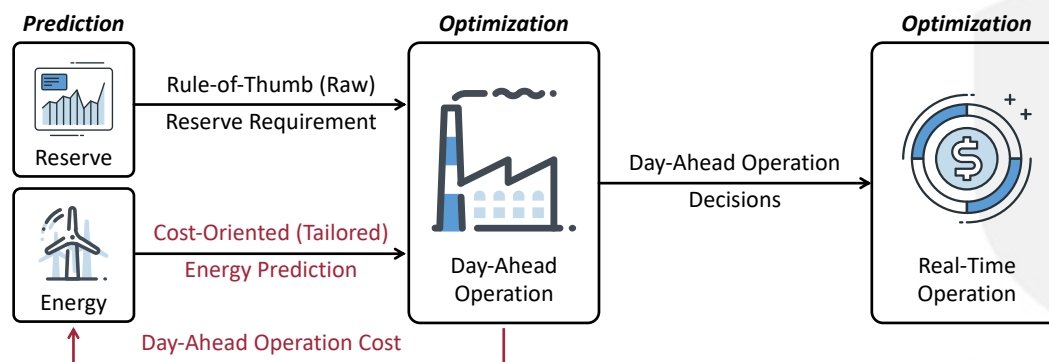 Prediction
Optimization
Optimization
Rule-of-Thumb (Raw)
Reserve Requirement
Reserve
Day-Ahead Operation
Decisions
Cost-Oriented (Tailored)
Energy Prediction
Energy
Day-Ahead
Operation
Real-Time
Operation
Day-Ahead Operation Cost
$